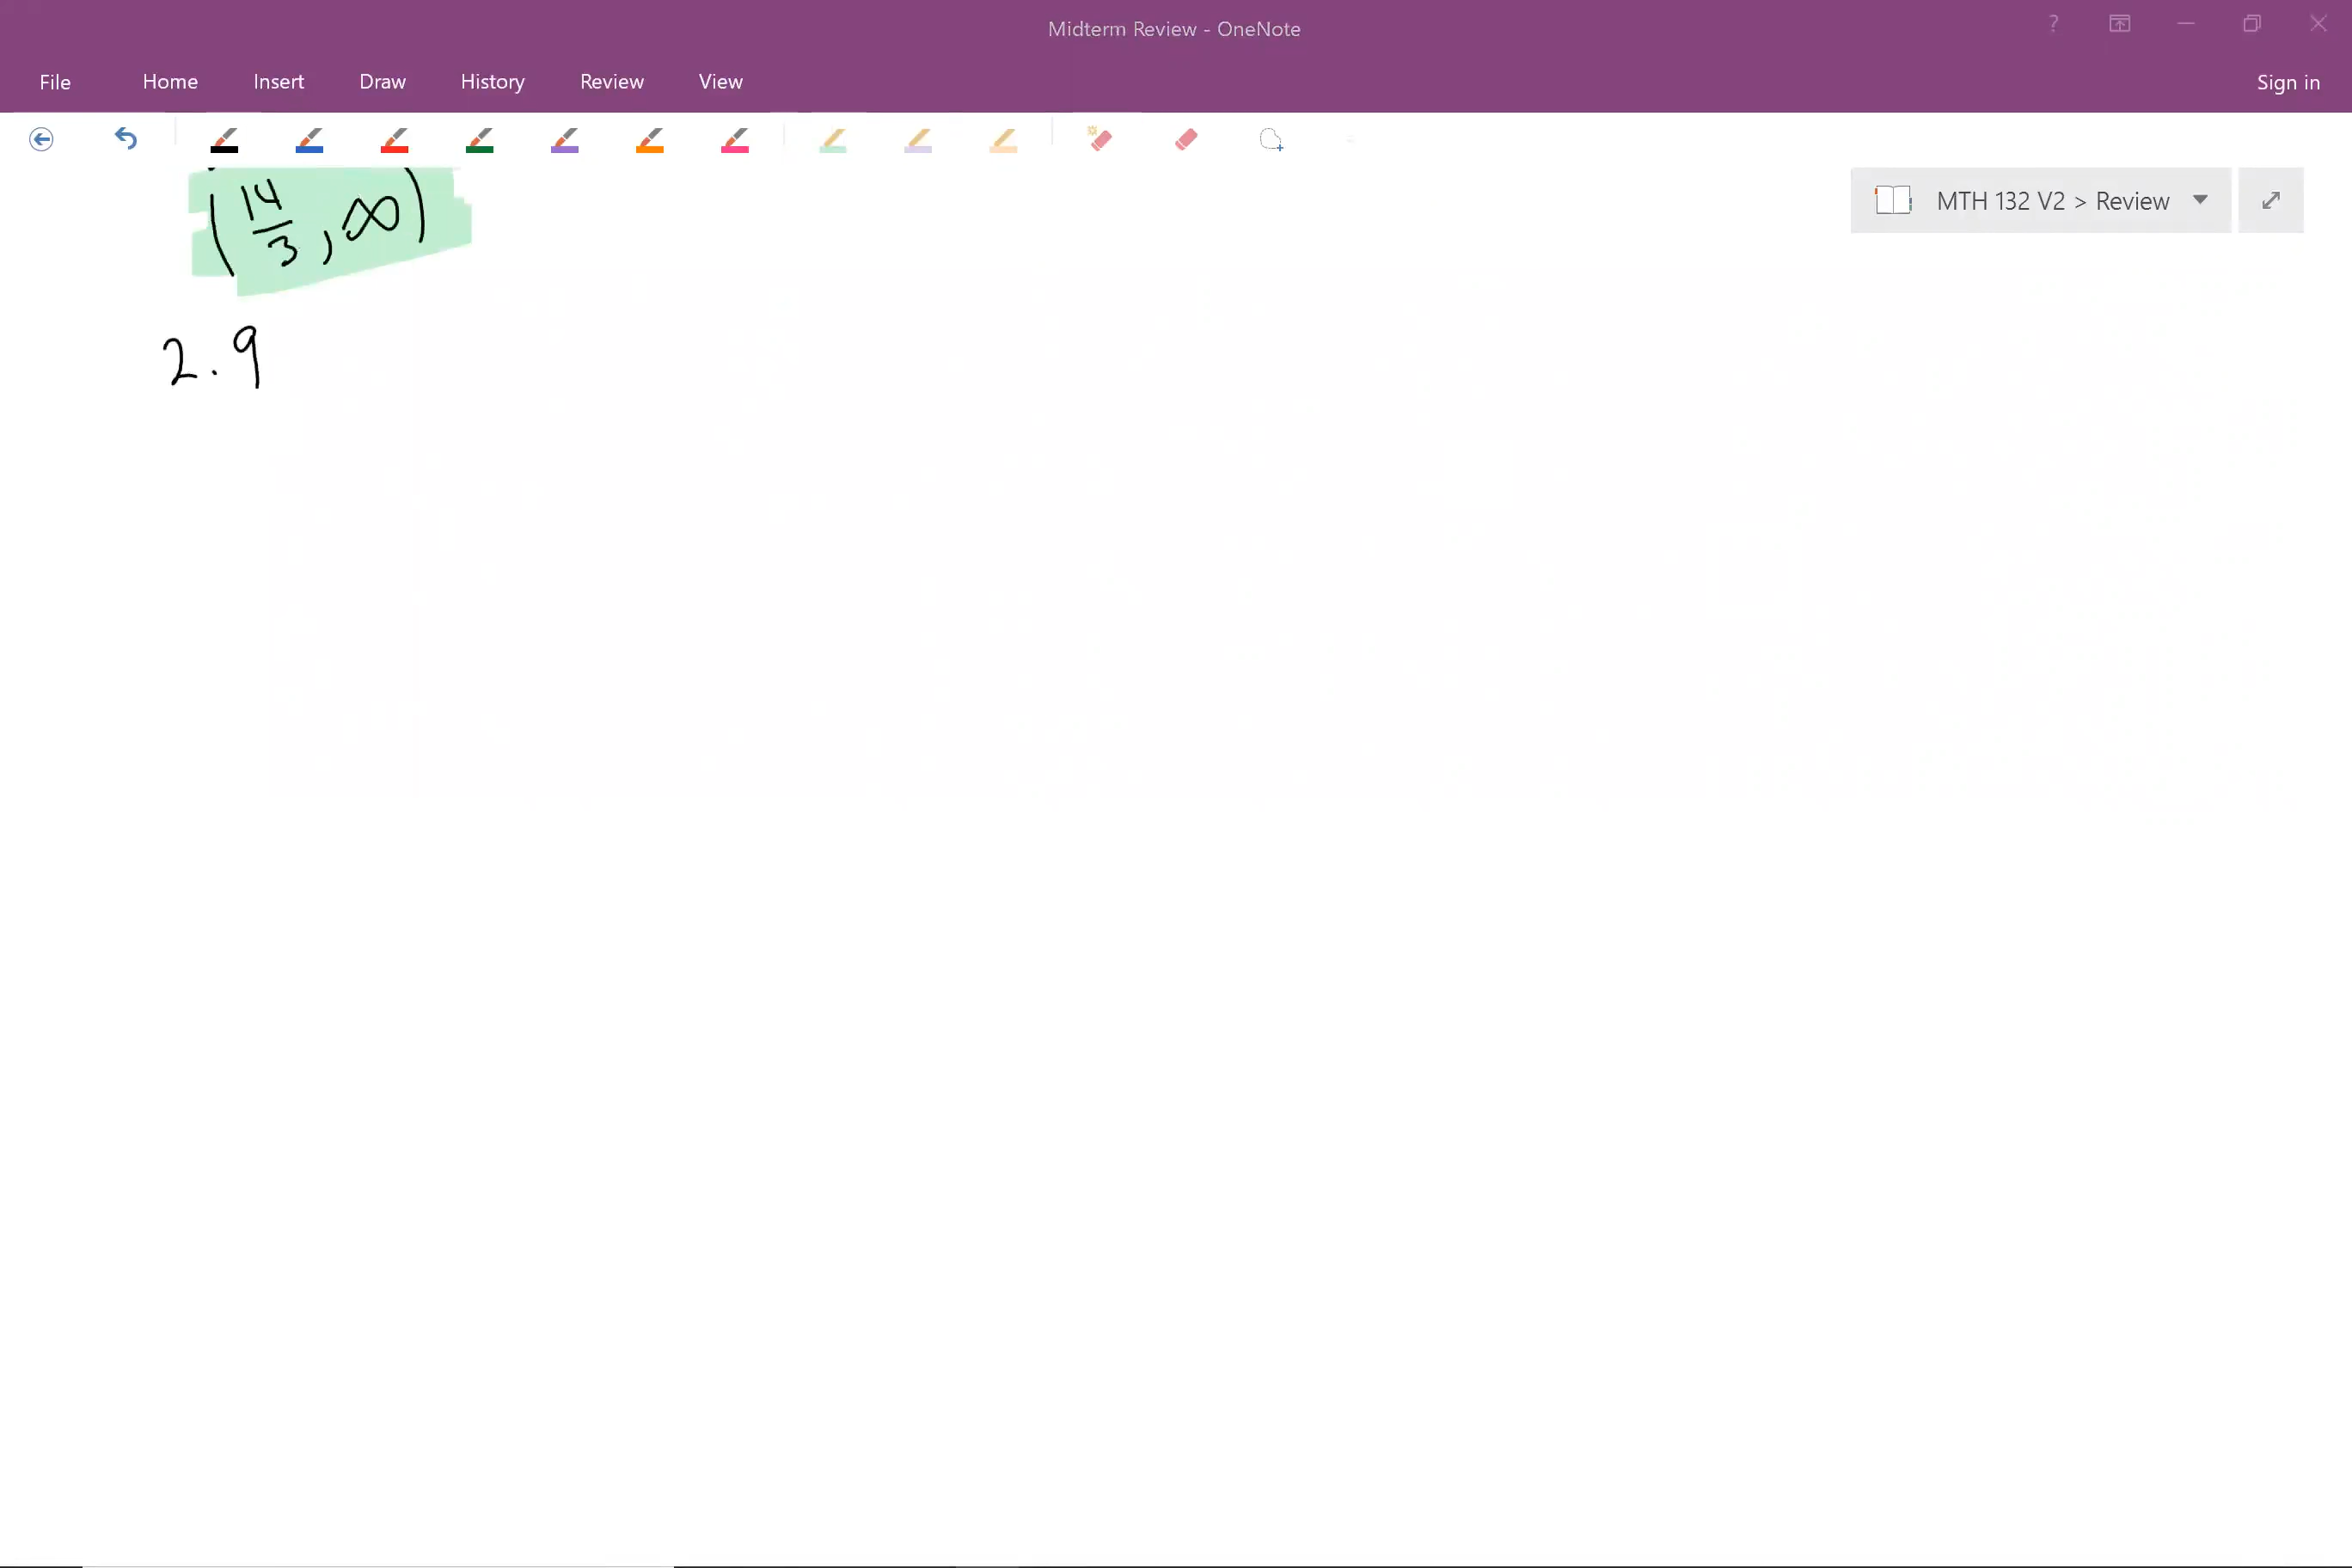 Midterm Review - OneNote
?
File Home Insert Draw History Review View Sign in
MTH 132 V2 > Review
(14/3, ∞)
2.9